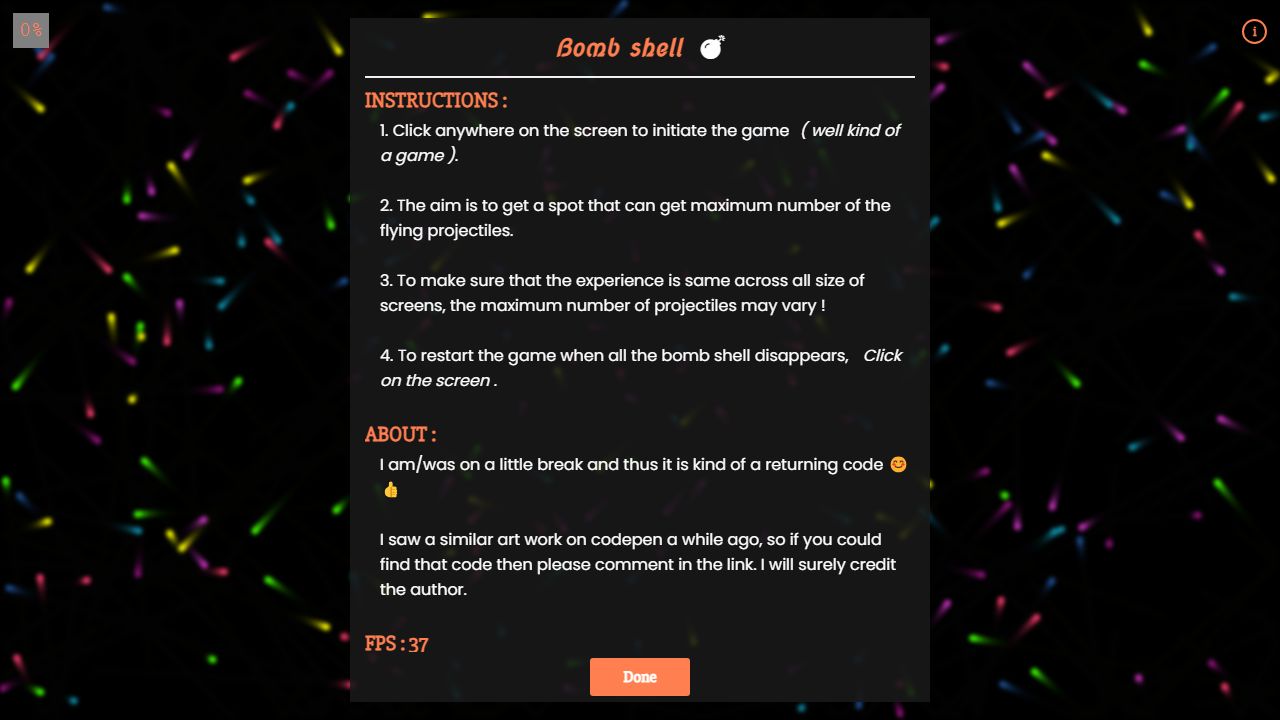 0%
Bomb shell 💣
i
INSTRUCTIONS :
1. Click anywhere on the screen to initiate the game ( well kind of
a game ).
2. The aim is to get a spot that can get maximum number of the
flying projectiles.
3. To make sure that the experience is same across all size of
screens, the maximum number of projectiles may vary !
4. To restart the game when all the bomb shell disappears, Click
on the screen .
ABOUT :
I am/was on a little break and thus it is kind of a returning code 😊
👍
I saw a similar art work on codepen a while ago, so if you could
find that code then please comment in the link. I will surely credit
the author.
FPS : 37
Done